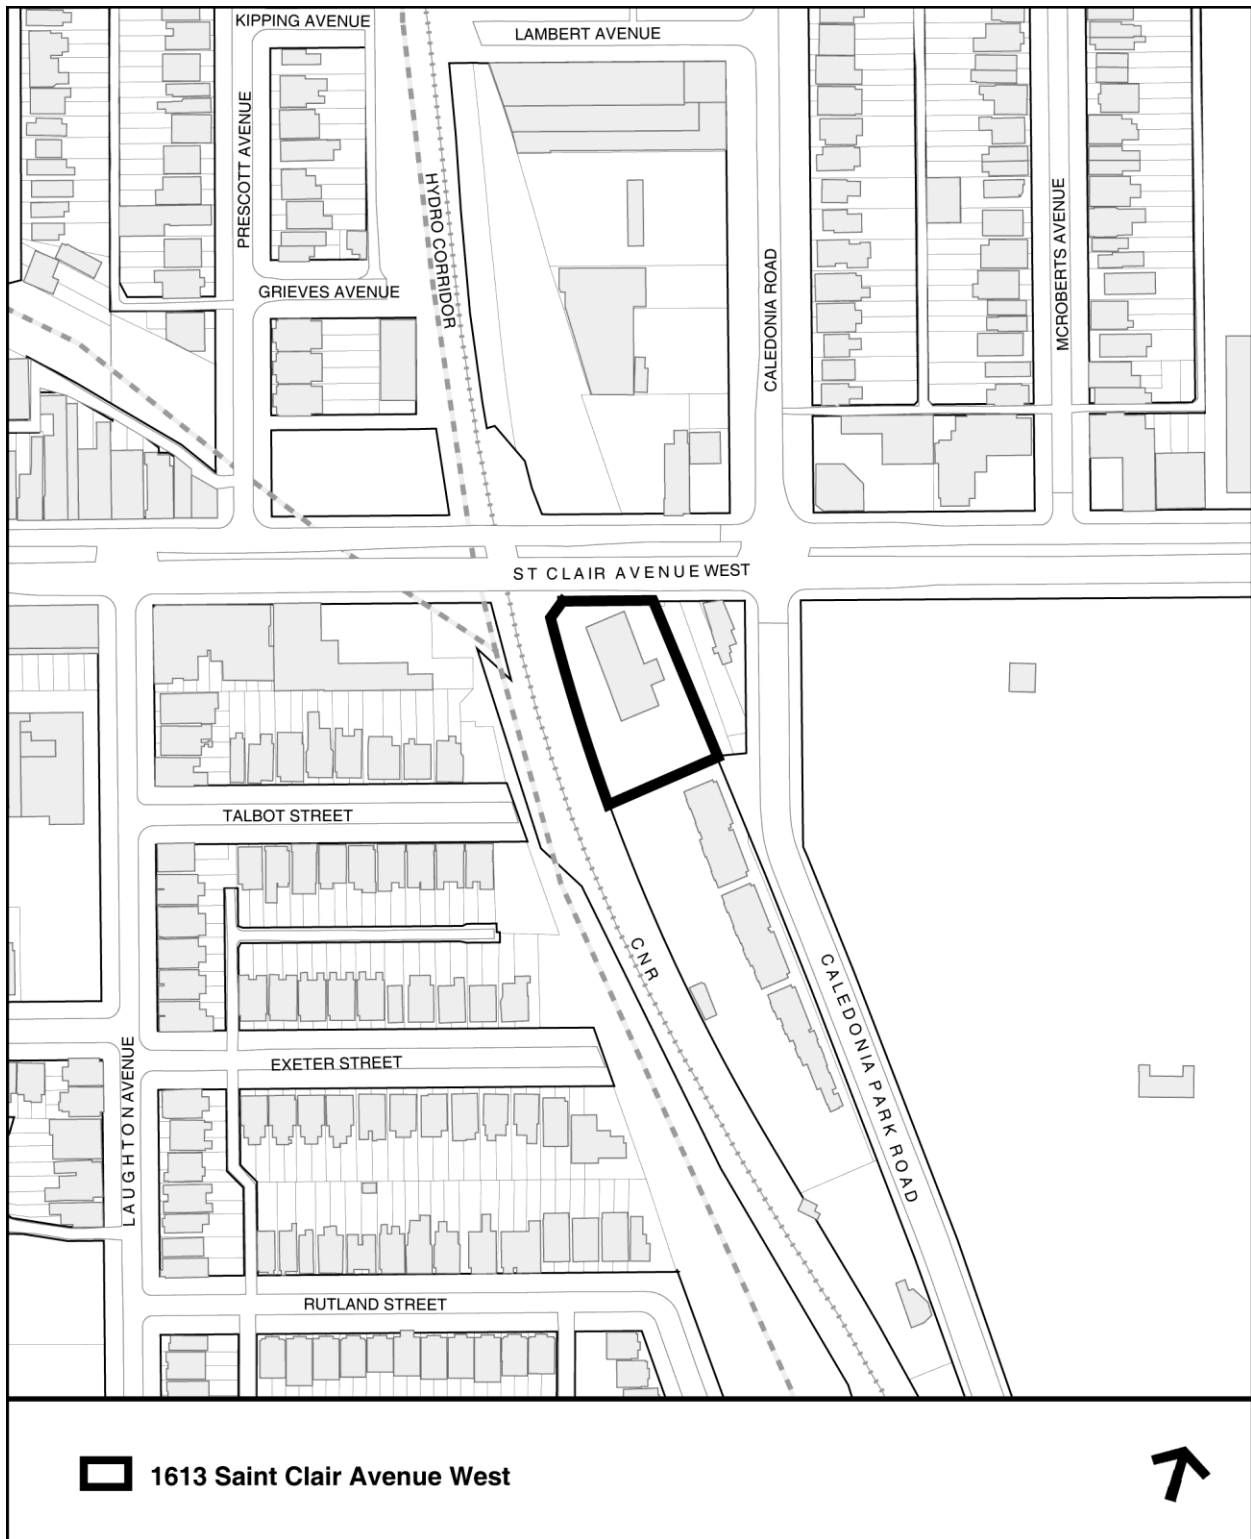 KIPPING AVENUE
LAMBERT AVENUE
PRESCOTT AVENUE
HYDRO CORRIDOR
MCROBERTS AVENUE
CALEDONIA ROAD
GRIEVES AVENUE
ST CLAIR AVENUE WEST
TALBOT STREET
CNR
CALEDONIA PARK ROAD
LAUGHTON AVENUE
EXETER STREET
RUTLAND STREET
1613 Saint Clair Avenue West